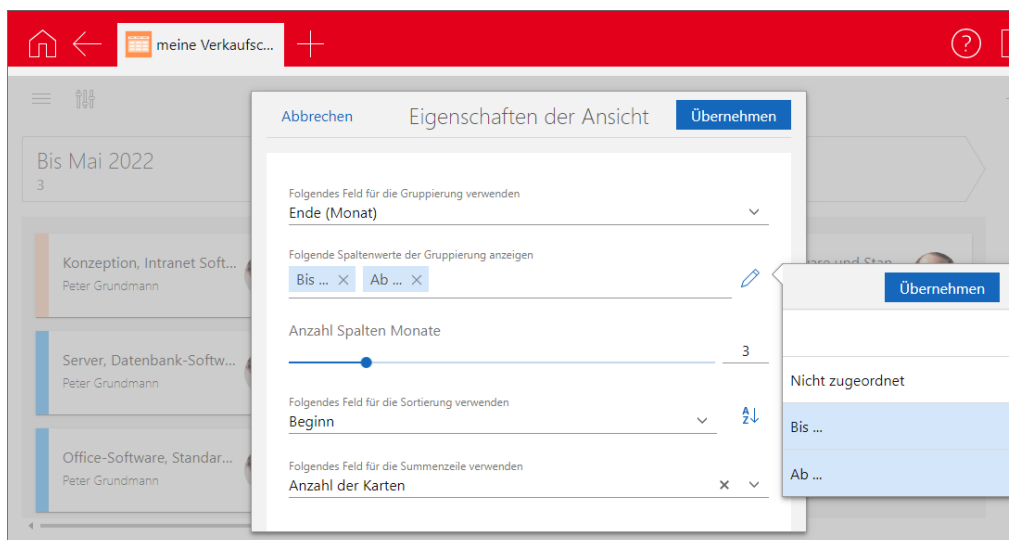 meine Verkaufsc...
Abbrechen
Eigenschaften der Ansicht
Übernehmen
Bis Mai 2022
3
Folgendes Feld für die Gruppierung verwenden
Ende (Monat)
Folgende Spaltenwerte der Gruppierung anzeigen
Bis ...
Ab ...
Konzeption, Intranet Soft...
Peter Grundmann
Übernehmen
Anzahl Spalten Monate
3
Server, Datenbank-Softw...
Peter Grundmann
Nicht zugeordnet
Folgendes Feld für die Sortierung verwenden
Beginn
A
Z
Bis ...
Office-Software, Standar...
Peter Grundmann
Folgendes Feld für die Summenzeile verwenden
Anzahl der Karten
Ab ...